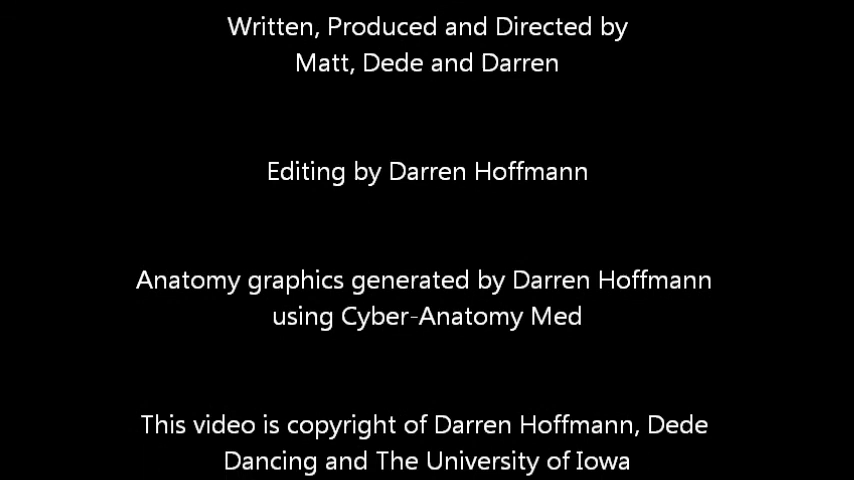 Written, Produced and Directed by
Matt, Dede and Darren
Editing by Darren Hoffmann
Anatomy graphics generated by Darren Hoffmann
using Cyber-Anatomy Med
This video is copyright of Darren Hoffmann, Dede
Dancing and The University of Iowa